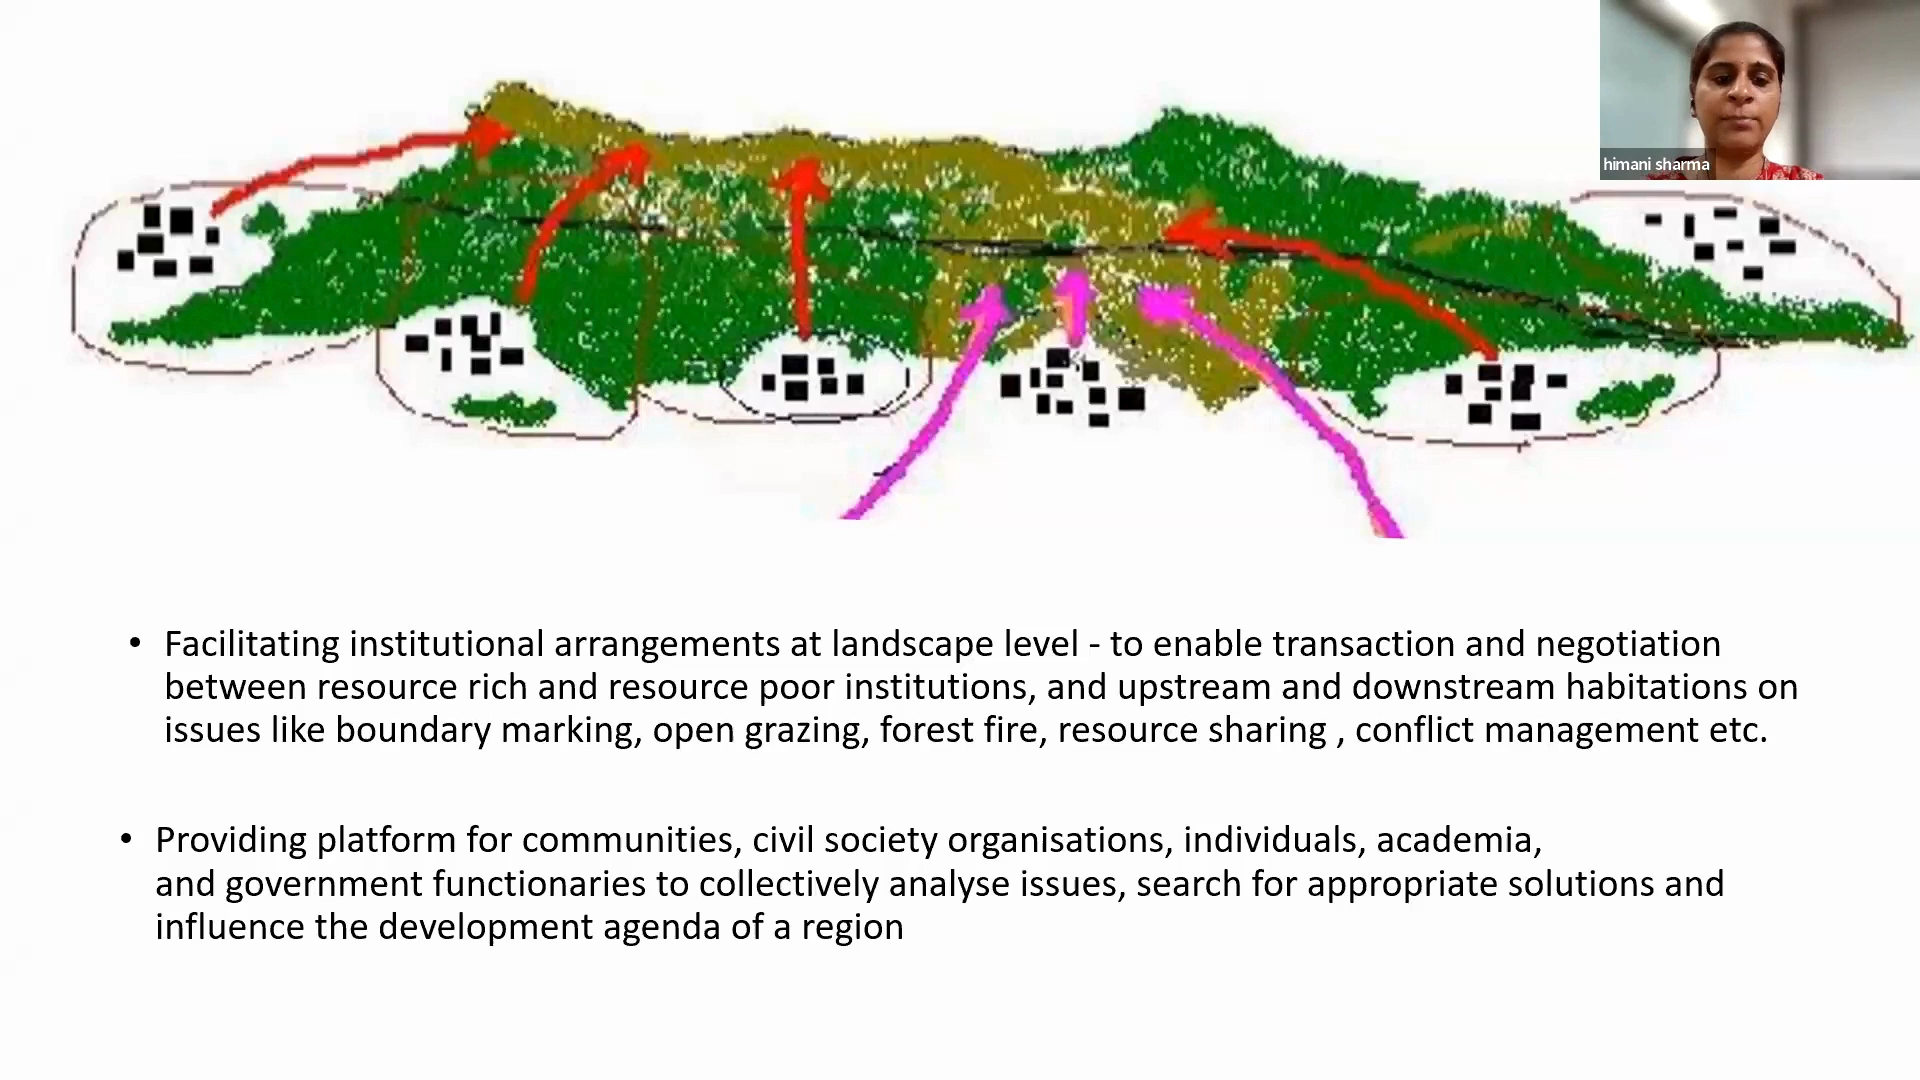 himani sharma
• Facilitating institutional arrangements at landscape level - to enable transaction and negotiation
between resource rich and resource poor institutions, and upstream and downstream habitations on
issues like boundary marking, open grazing, forest fire, resource sharing , conflict management etc.
• Providing platform for communities, civil society organisations, individuals, academia,
and government functionaries to collectively analyse issues, search for appropriate solutions and
influence the development agenda of a region